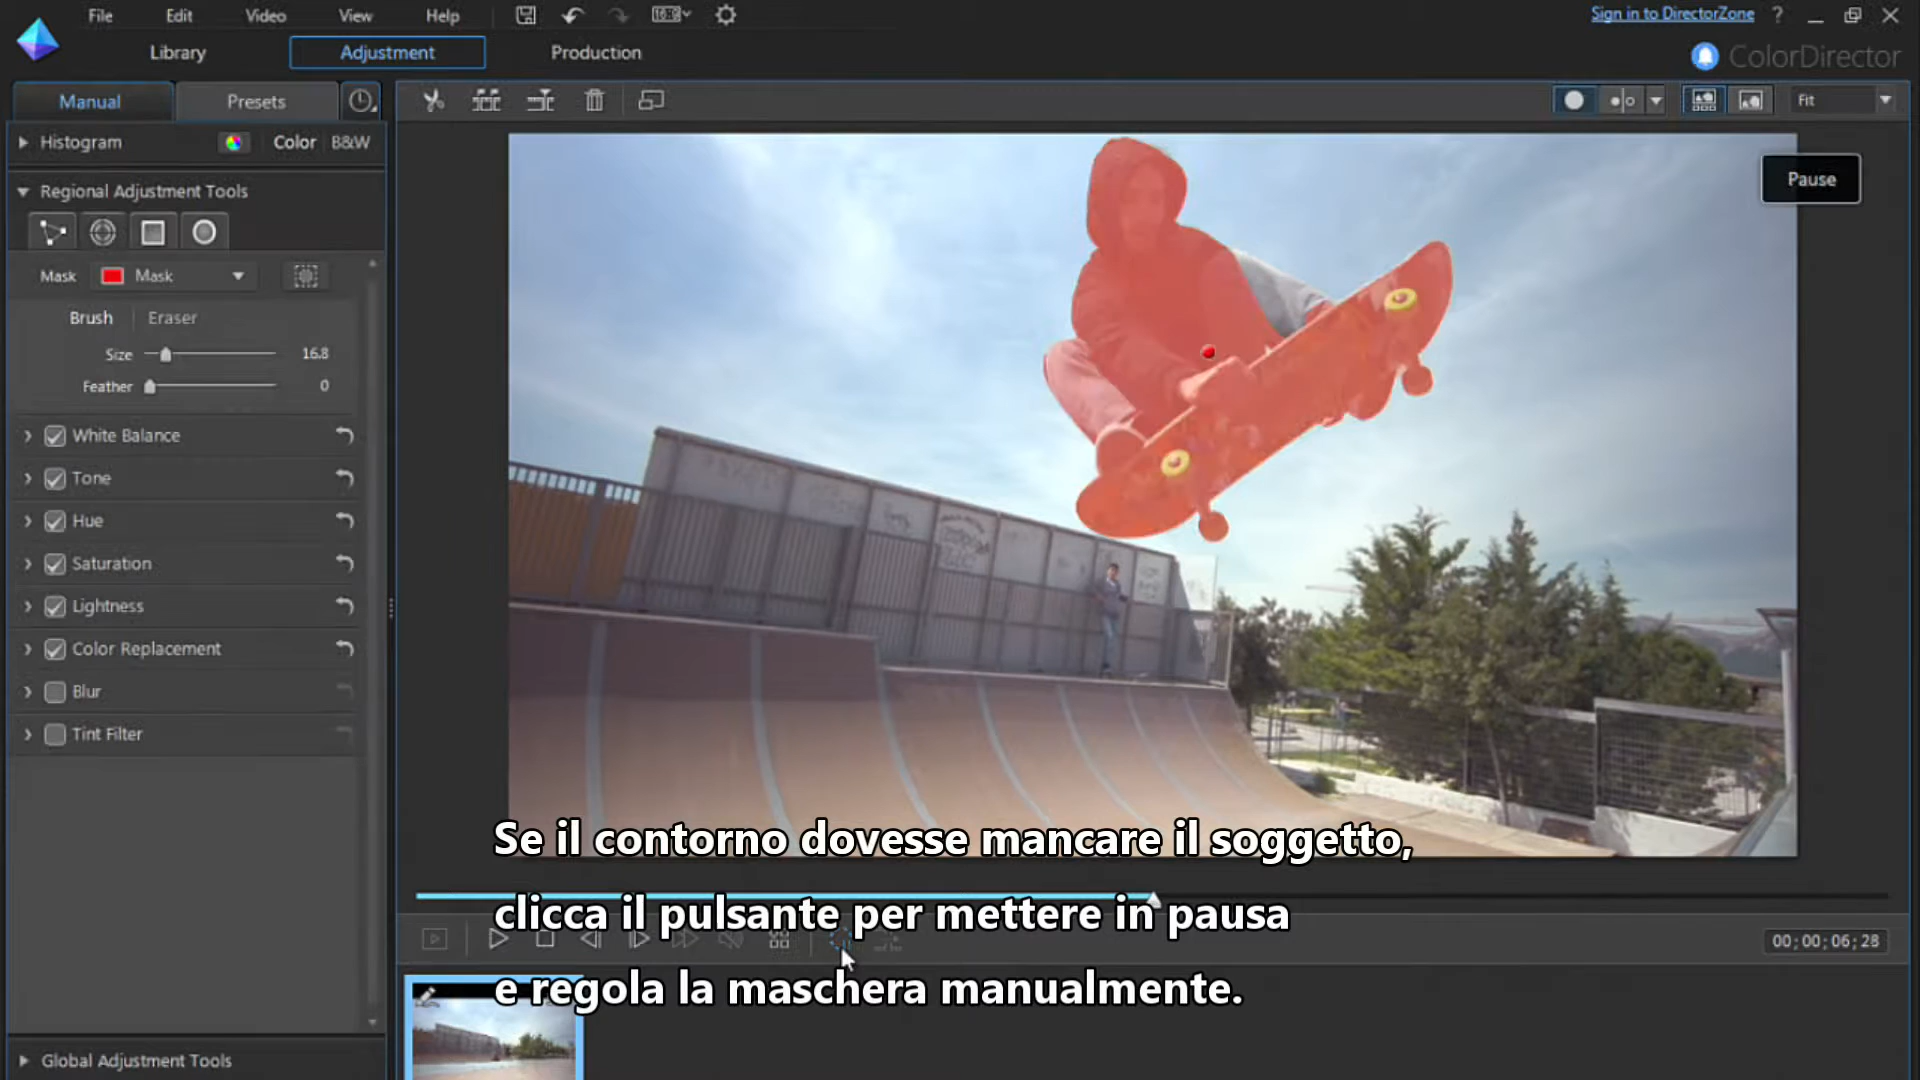 File Edit Video View Help
Sign in to DirectorZone ?
Library Adjustment Production
ColorDirector
Manual Presets
Fit
Histogram Color B&W
Pause
Regional Adjustment Tools
Mask Mask
Brush Eraser
Size 16.8
Feather 0
White Balance
Tone
Hue
Saturation
Lightness
Color Replacement
Blur
Tint Filter
Se il contorno dovesse mancare il soggetto,
clicca il pulsante per mettere in pausa
00;00;06;28
e regola la maschera manualmente.
Global Adjustment Tools